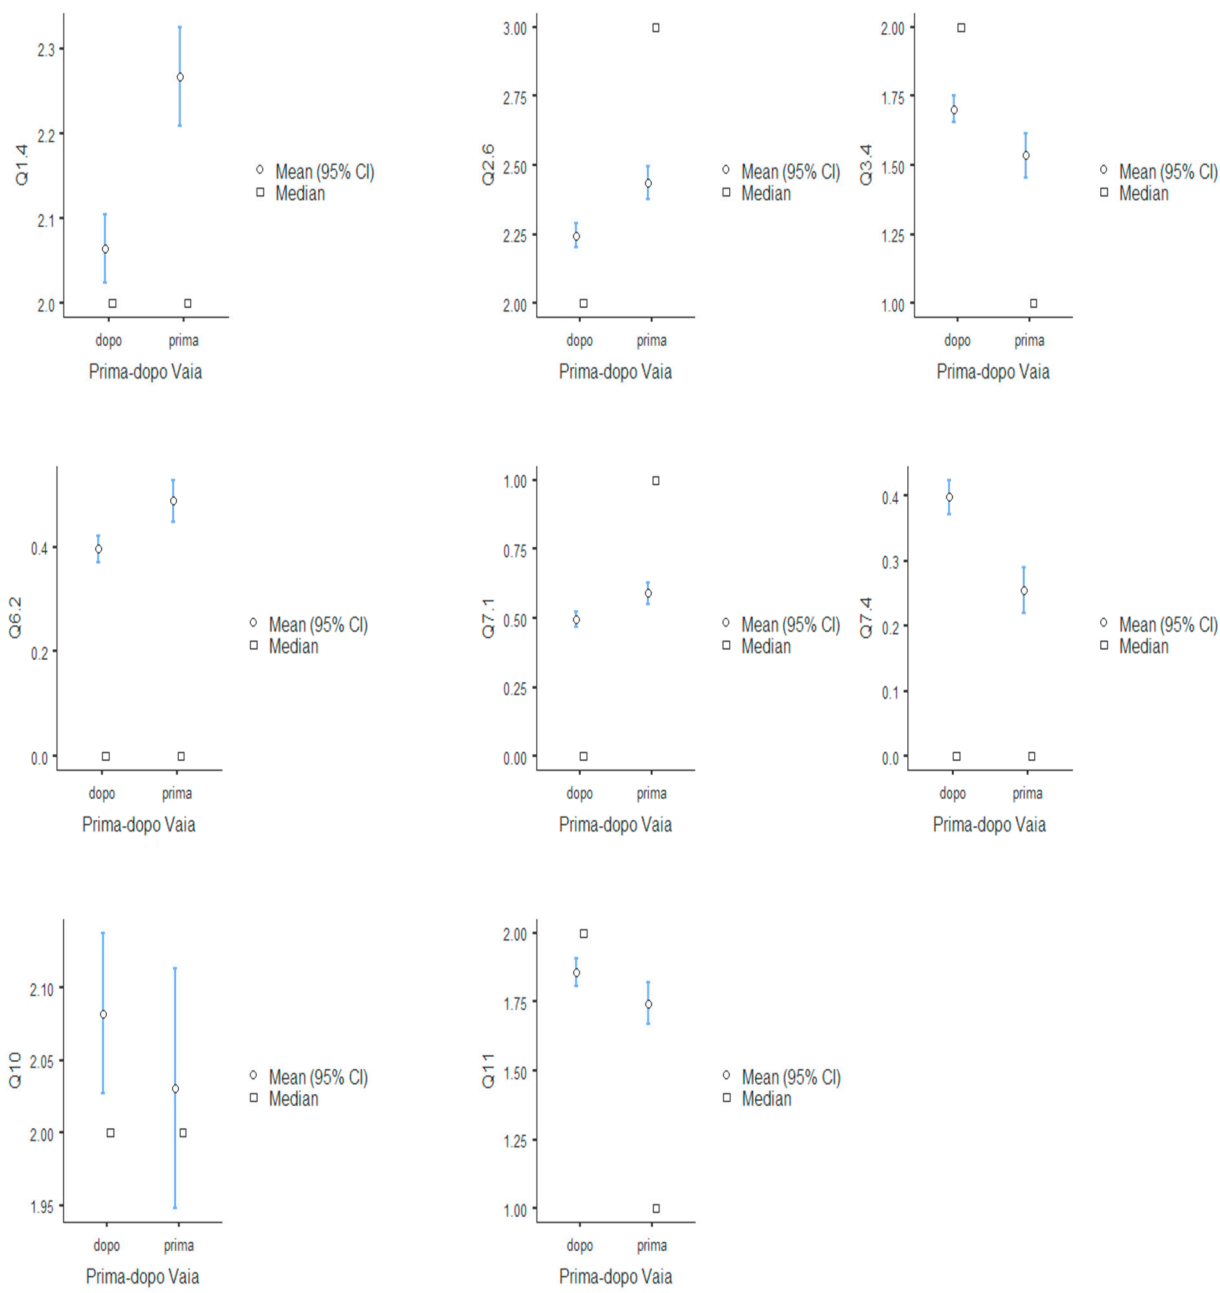 Q1.4
2.3
2.2
2.1
2.0
dopo prima
Prima-dopo Vaia
Mean (95% CI)
Median
Q2.6
3.00
2.75
2.50
2.25
2.00
dopo prima
Prima-dopo Vaia
Mean (95% CI)
Median
Q3.4
2.00
1.75
1.50
1.25
1.00
dopo prima
Prima-dopo Vaia
Mean (95% CI)
Median
Q6.2
0.4
0.2
0.0
dopo prima
Prima-dopo Vaia
Mean (95% CI)
Median
Q7.1
1.00
0.75
0.50
0.25
0.00
dopo prima
Prima-dopo Vaia
Mean (95% CI)
Median
Q7.4
0.4
0.3
0.2
0.1
0.0
dopo prima
Prima-dopo Vaia
Mean (95% CI)
Median
Q10
2.10
2.05
2.00
1.95
dopo prima
Prima-dopo Vaia
Mean (95% CI)
Median
Q11
2.00
1.75
1.50
1.25
1.00
dopo prima
Prima-dopo Vaia
Mean (95% CI)
Median